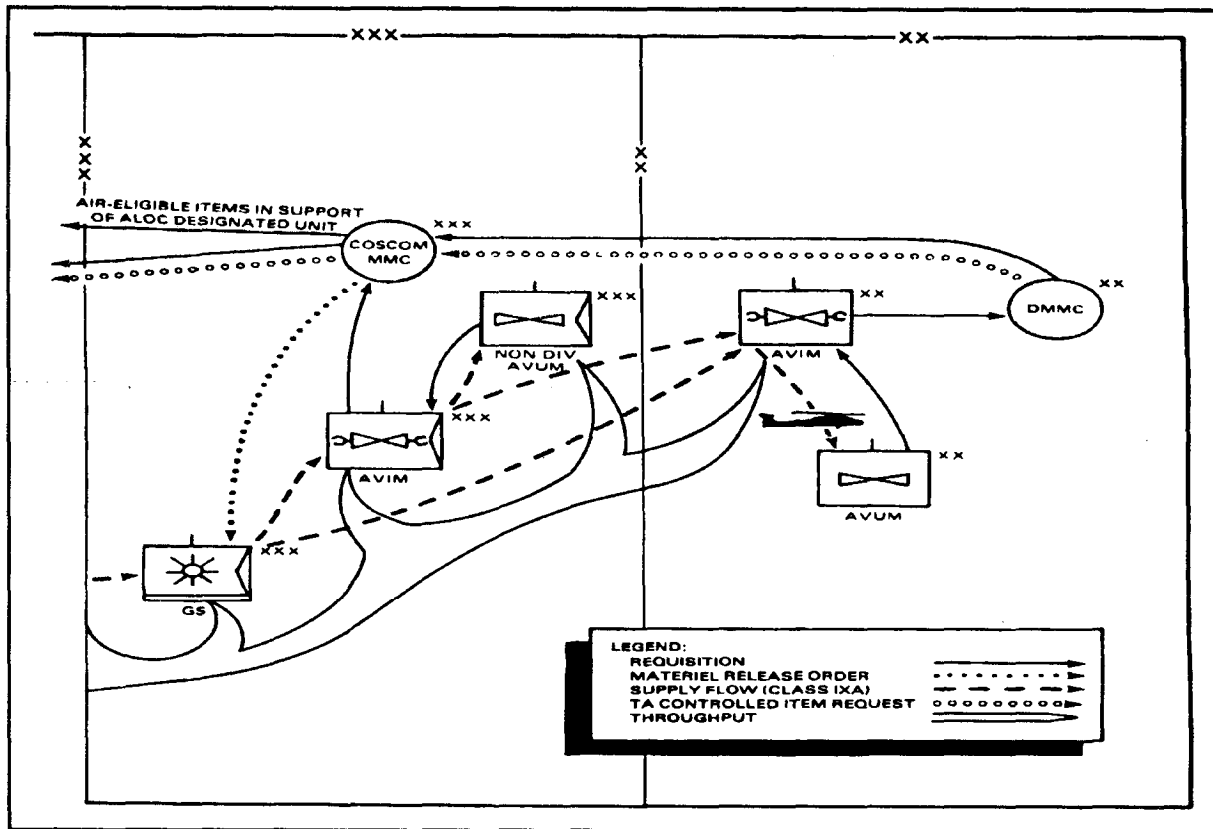 XXX
XX
XXX
XX
AIR-ELIGIBLE ITEMS IN SUPPORT
OF ALOC DESIGNATED UNIT
XXX
COSCOM
MMC
XXX
NON DIV
AVUM
XX
AVIM
XX
DMMC
XXX
AVIM
XX
AVUM
XXX
GS
LEGEND:
REQUISITION
MATERIEL RELEASE ORDER
SUPPLY FLOW (CLASS IXA)
TA CONTROLLED ITEM REQUEST
THROUGHPUT